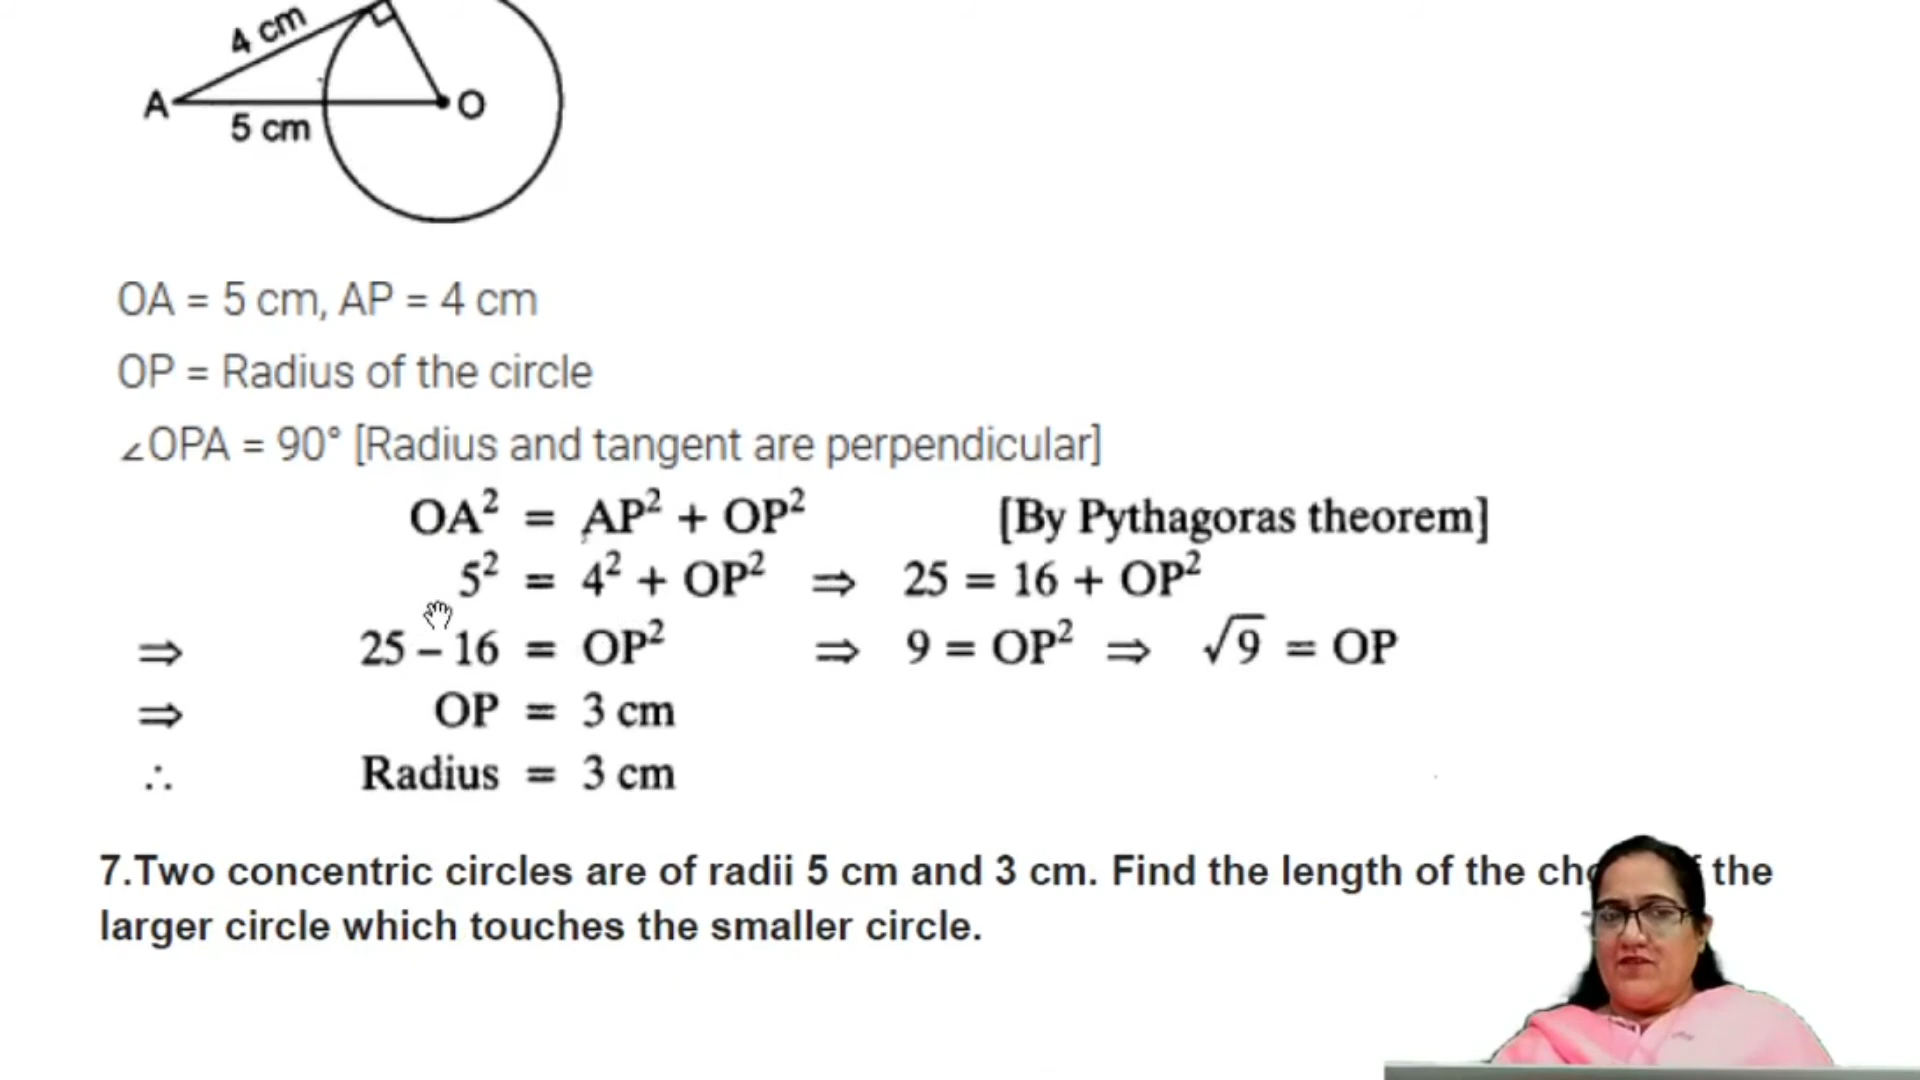 4 cm
A
O
5 cm
OA = 5 cm, AP = 4 cm
OP = Radius of the circle
∠OPA = 90° [Radius and tangent are perpendicular]
OA² = AP² + OP² [By Pythagoras theorem]
5² = 4² + OP² ⇒ 25 = 16 + OP²
⇒ 25 – 16 = OP² ⇒ 9 = OP² ⇒ √9 = OP
⇒ OP = 3 cm
∴ Radius = 3 cm
7.Two concentric circles are of radii 5 cm and 3 cm. Find the length of the the
larger circle which touches the smaller circle.